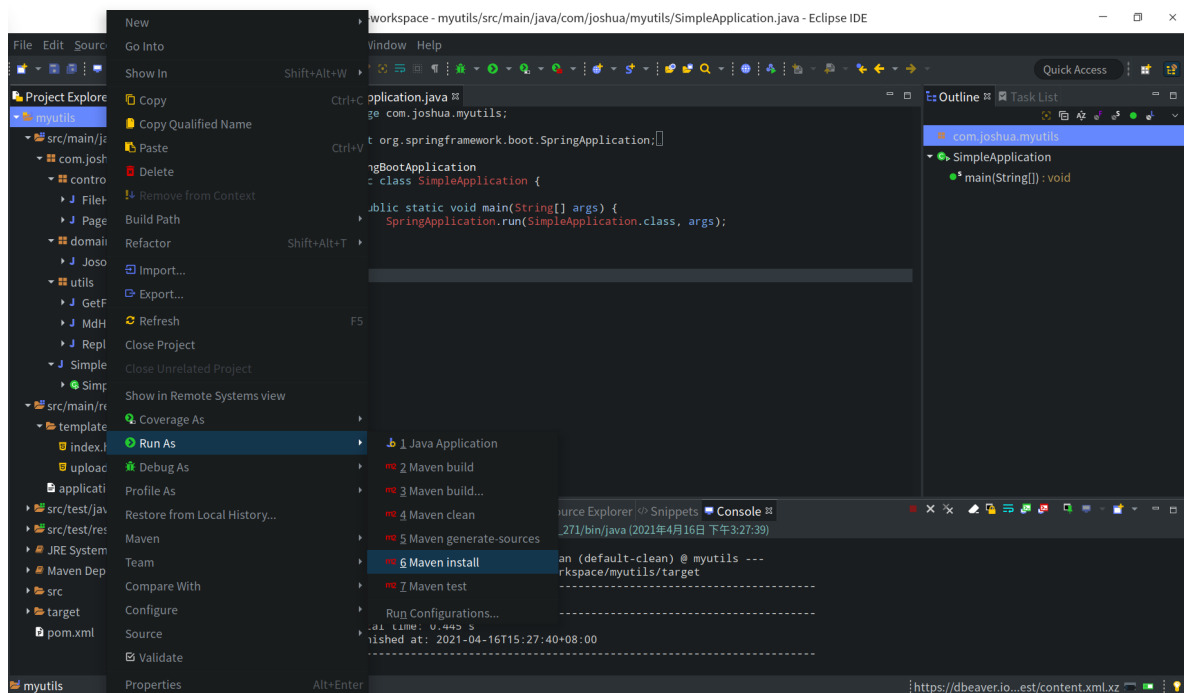 -workspace - myutils/src/main/java/com/joshua/myutils/SimpleApplication.java - Eclipse IDE
File Edit Sourc
Window Help
Quick Access
Project Explore
myutils
src/main/ja
com.josh
contro
FileH
Page
domai
Joso
utils
GetF
MdH
Repl
Simple
Simp
src/main/re
template
index.h
upload
applicati
src/test/jav
src/test/res
JRE System
Maven Dep
src
target
pom.xml
New
Go Into
Show In Shift+Alt+W
Copy Ctrl+C
Copy Qualified Name
Paste Ctrl+V
Delete
Remove from Context
Build Path
Refactor Shift+Alt+T
Import...
Export...
Refresh F5
Close Project
Close Unrelated Project
Show in Remote Systems view
Coverage As
Run As
Debug As
Profile As
Restore from Local History...
Maven
Team
Compare With
Configure
Source
Validate
Properties Alt+Enter
1 Java Application
2 Maven build
3 Maven build...
4 Maven clean
5 Maven generate-sources
6 Maven install
7 Maven test
Run Configurations...
pplication.java
ge com.joshua.myutils;
t org.springframework.boot.SpringApplication;
ngBootApplication
c class SimpleApplication {
ublic static void main(String[] args) {
SpringApplication.run(SimpleApplication.class, args);
Outline Task List
com.joshua.myutils
SimpleApplication
main(String[]) : void
urce Explorer Snippets Console
_271/bin/java (2021年4月16日 下午3:27:39)
an (default-clean) @ myutils ---
rkspace/myutils/target
------------------------------------------------
------------------------------------------------
tal time: 0.445 s
nished at: 2021-04-16T15:27:40+08:00
------------------------------------------------
myutils
https://dbeaver.io...est/content.xml.xz